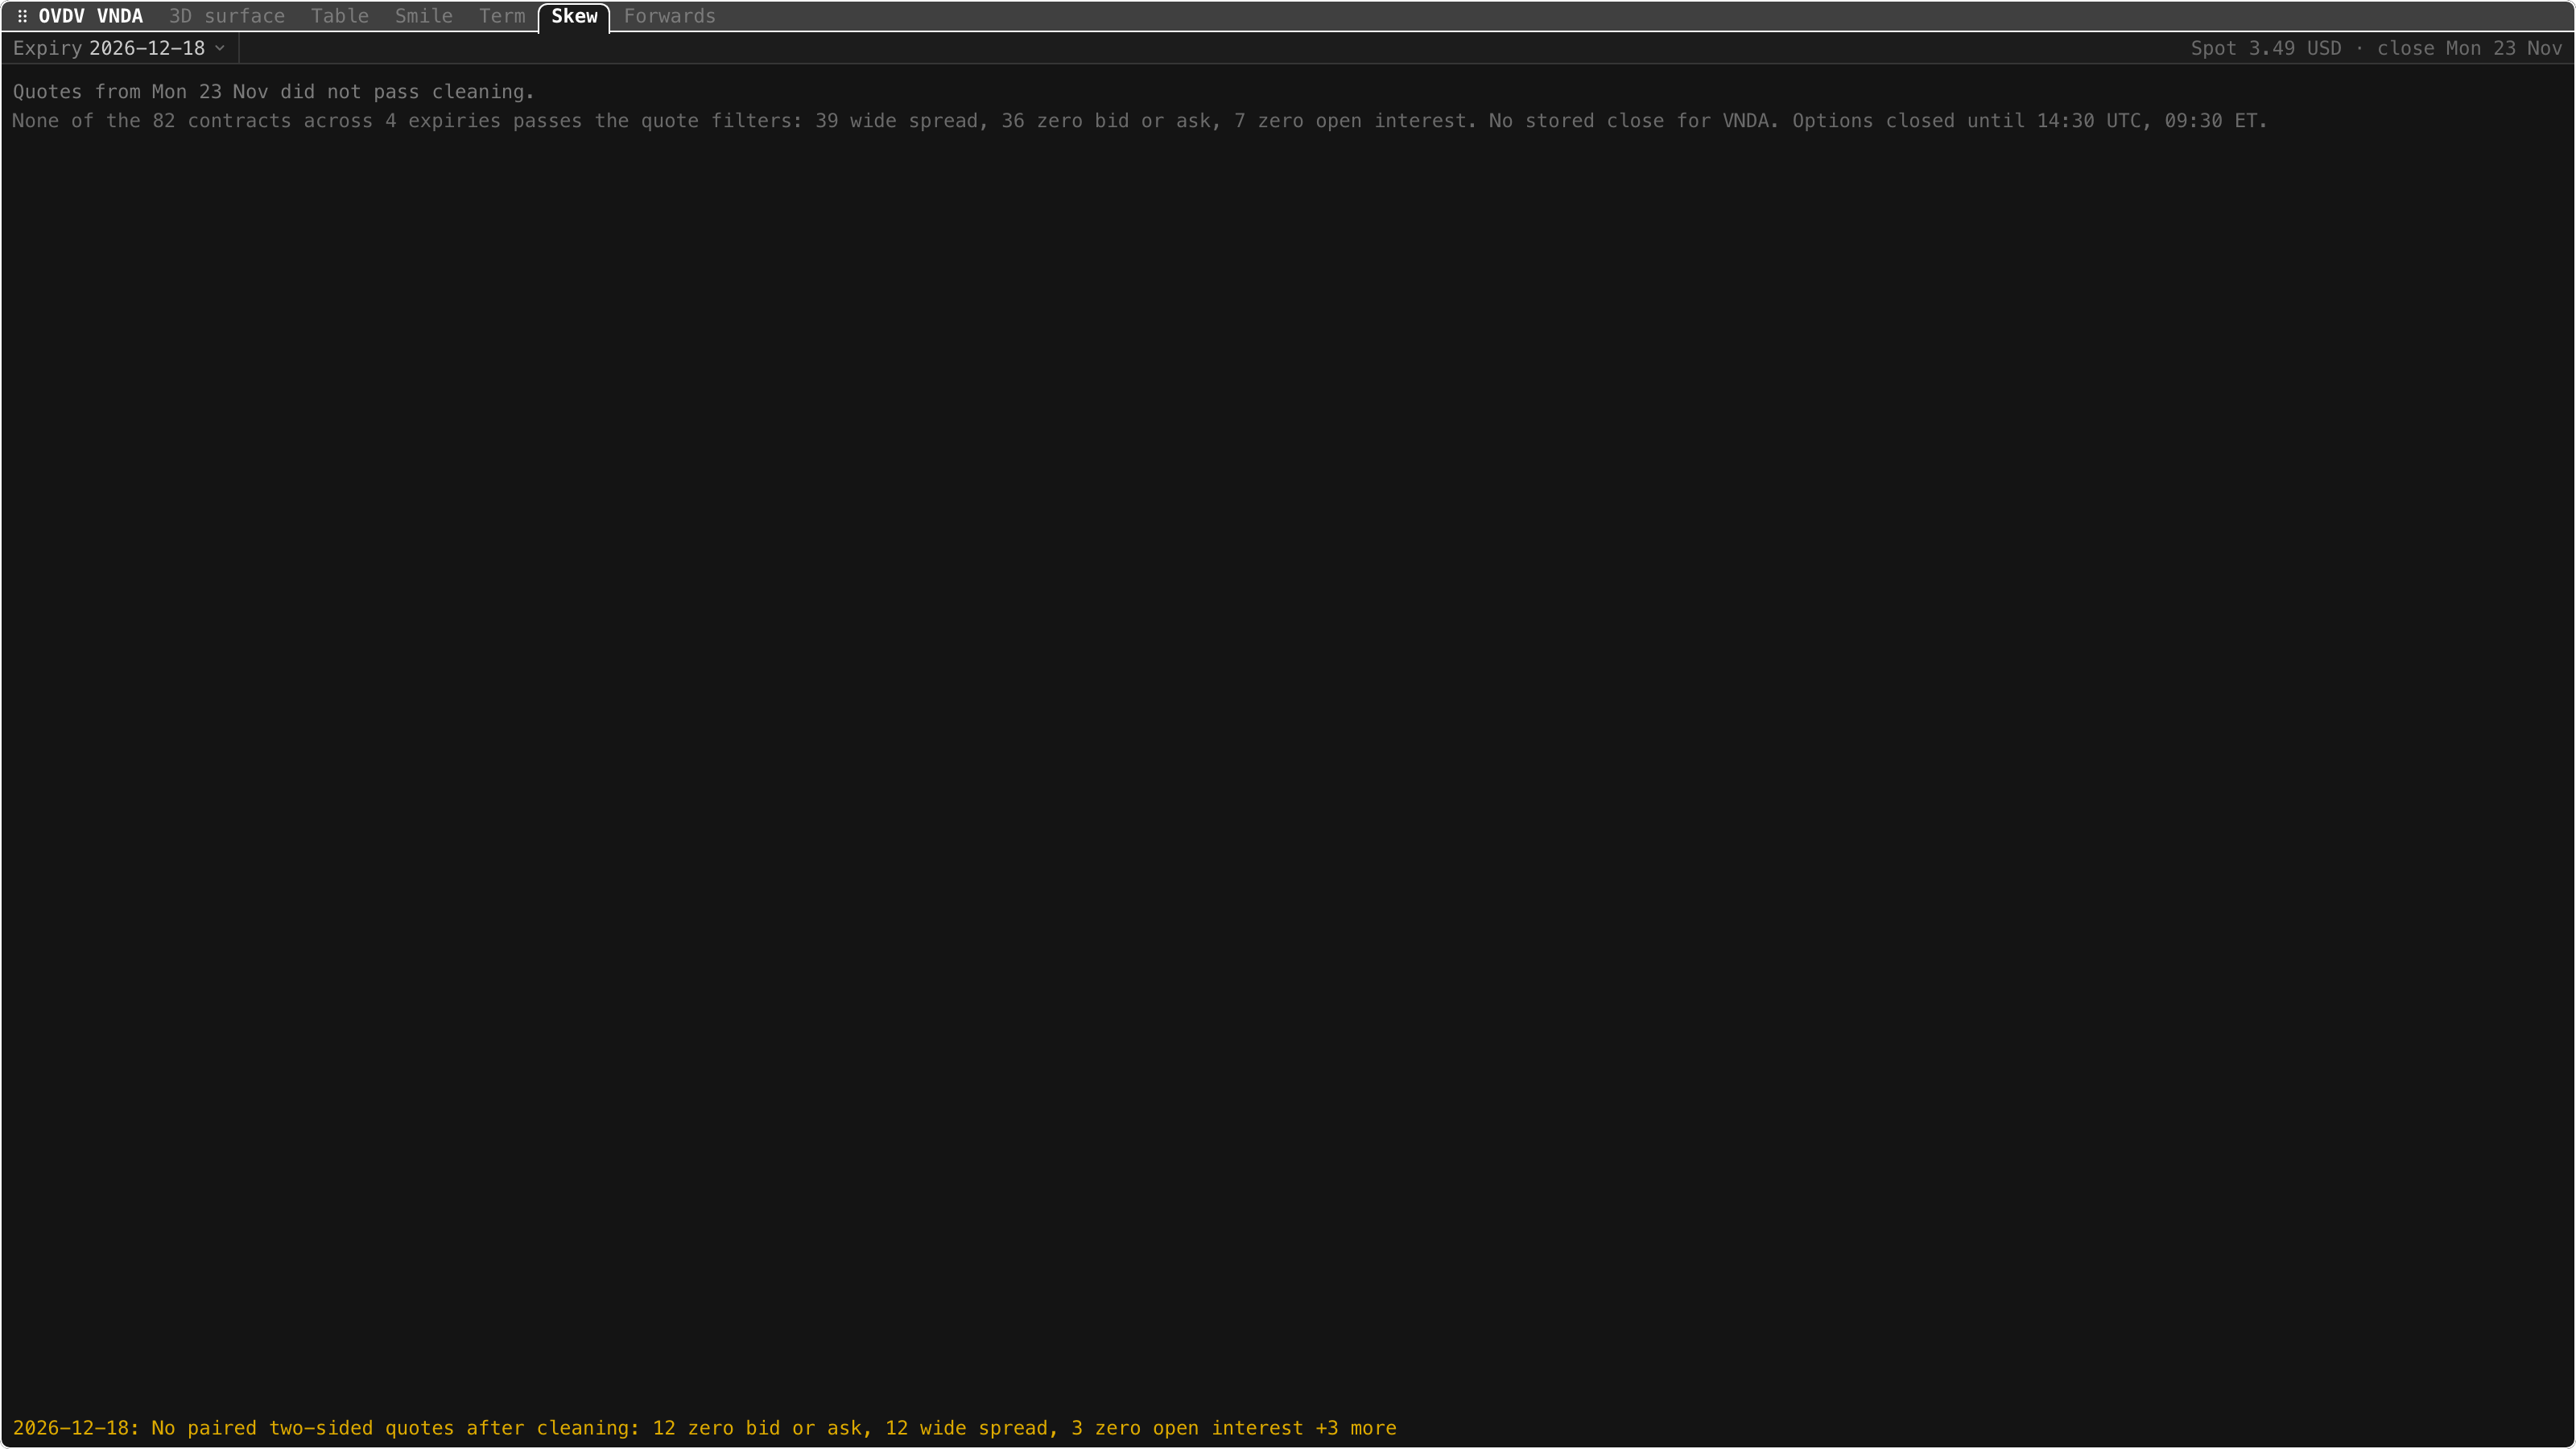 OVDV VNDA 3D surface Table Smile Term Skew Forwards
Expiry 2026-12-18 Spot 3.49 USD · close Mon 23 Nov
Quotes from Mon 23 Nov did not pass cleaning.
None of the 82 contracts across 4 expiries passes the quote filters: 39 wide spread, 36 zero bid or ask, 7 zero open interest. No stored close for VNDA. Options closed until 14:30 UTC, 09:30 ET.
2026-12-18: No paired two-sided quotes after cleaning: 12 zero bid or ask, 12 wide spread, 3 zero open interest +3 more